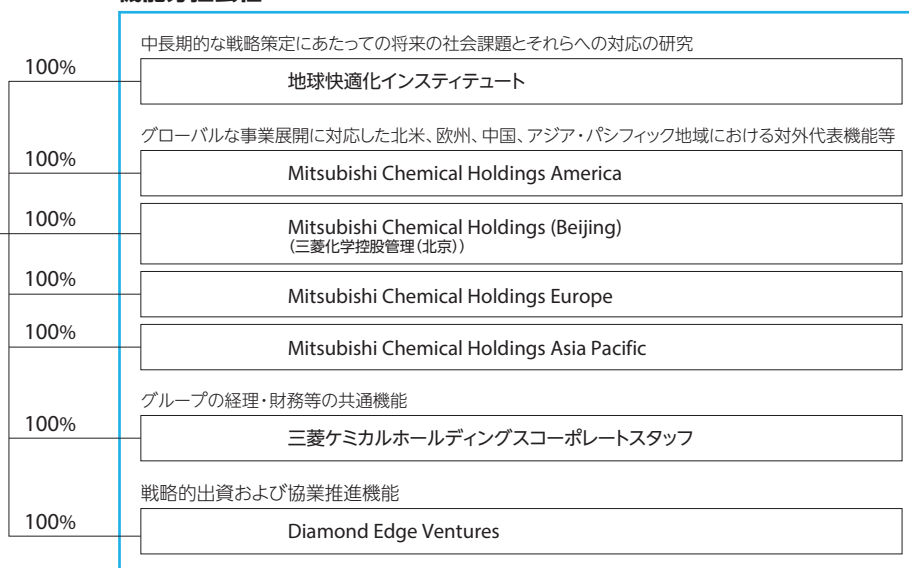 中長期的な戦略策定にあたっての将来の社会課題とそれらへの対応の研究
100%
地球快適化インスティテュート
グローバルな事業展開に対応した北米、欧州、中国、アジア・パシフィック地域における対外代表機能等
100%
Mitsubishi Chemical Holdings America
100%
Mitsubishi Chemical Holdings (Beijing)
(三菱化学控股管理(北京))
100%
Mitsubishi Chemical Holdings Europe
100%
Mitsubishi Chemical Holdings Asia Pacific
グループの経理・財務等の共通機能
100%
三菱ケミカルホールディングスコーポレートスタッフ
戦略的出資および協業推進機能
100%
Diamond Edge Ventures